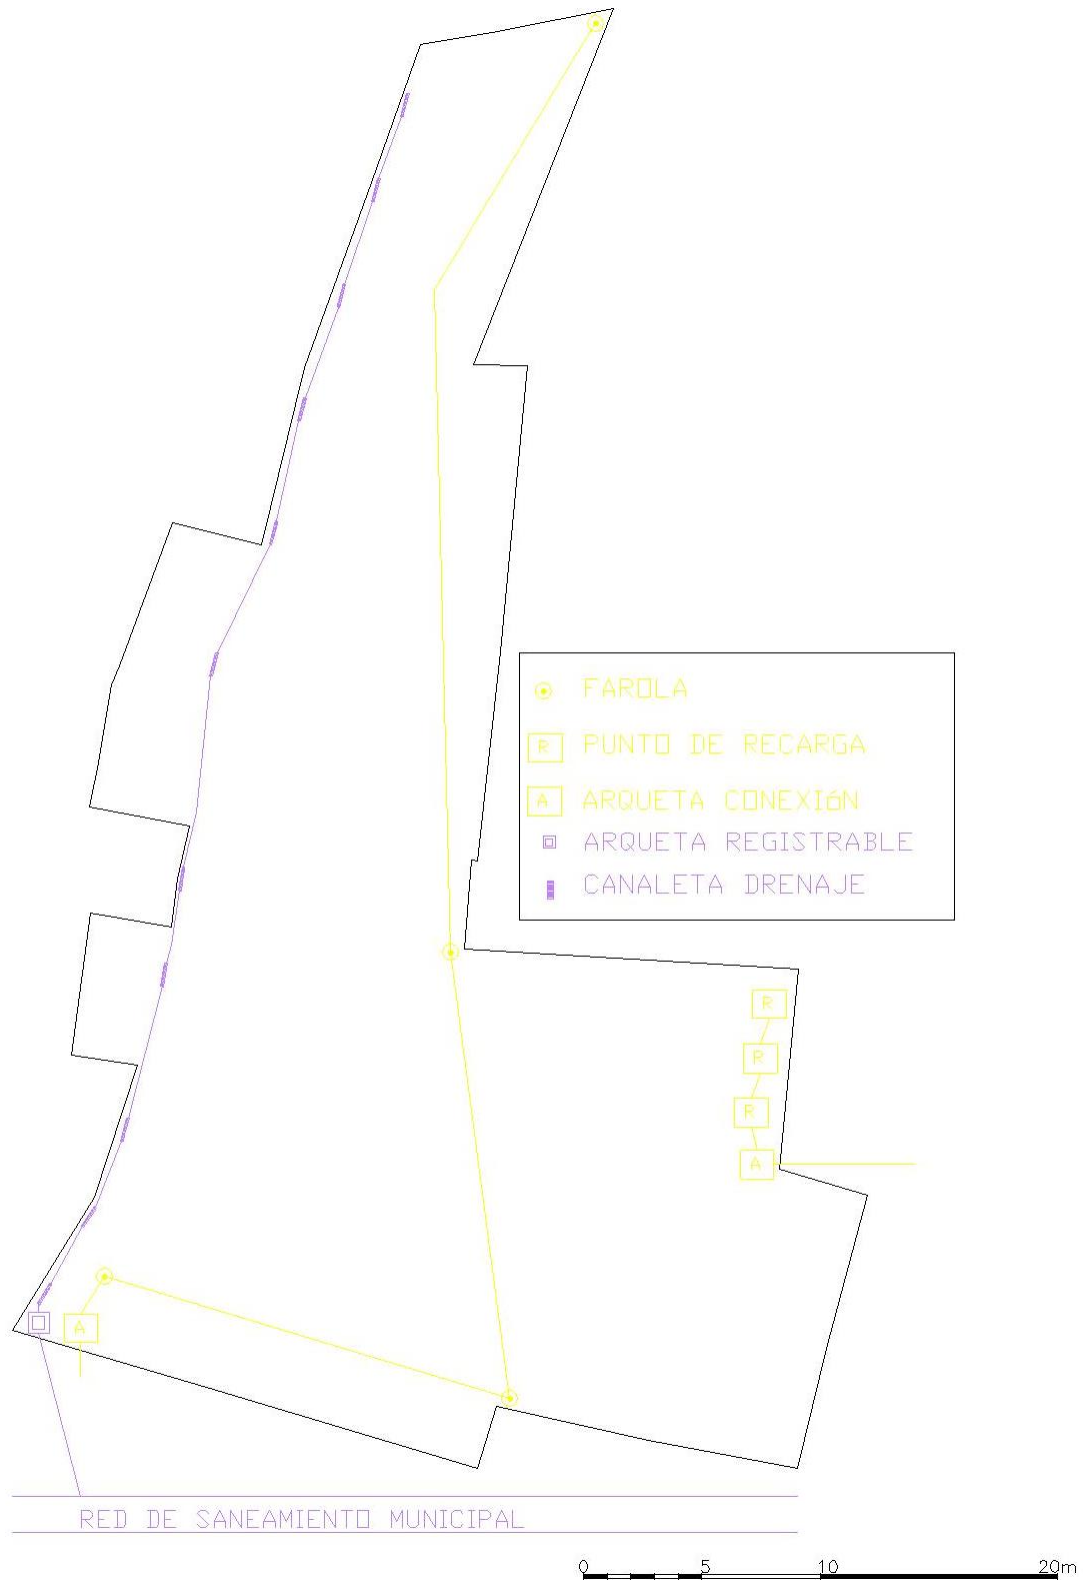 FAROLA
R PUNTO DE RECARGA
A ARQUETA CONEXIóN
ARQUETA REGISTRABLE
CANALETA DRENAJE
R
R
R
A
A
RED DE SANEAMIENTO MUNICIPAL
0 5 10 20m